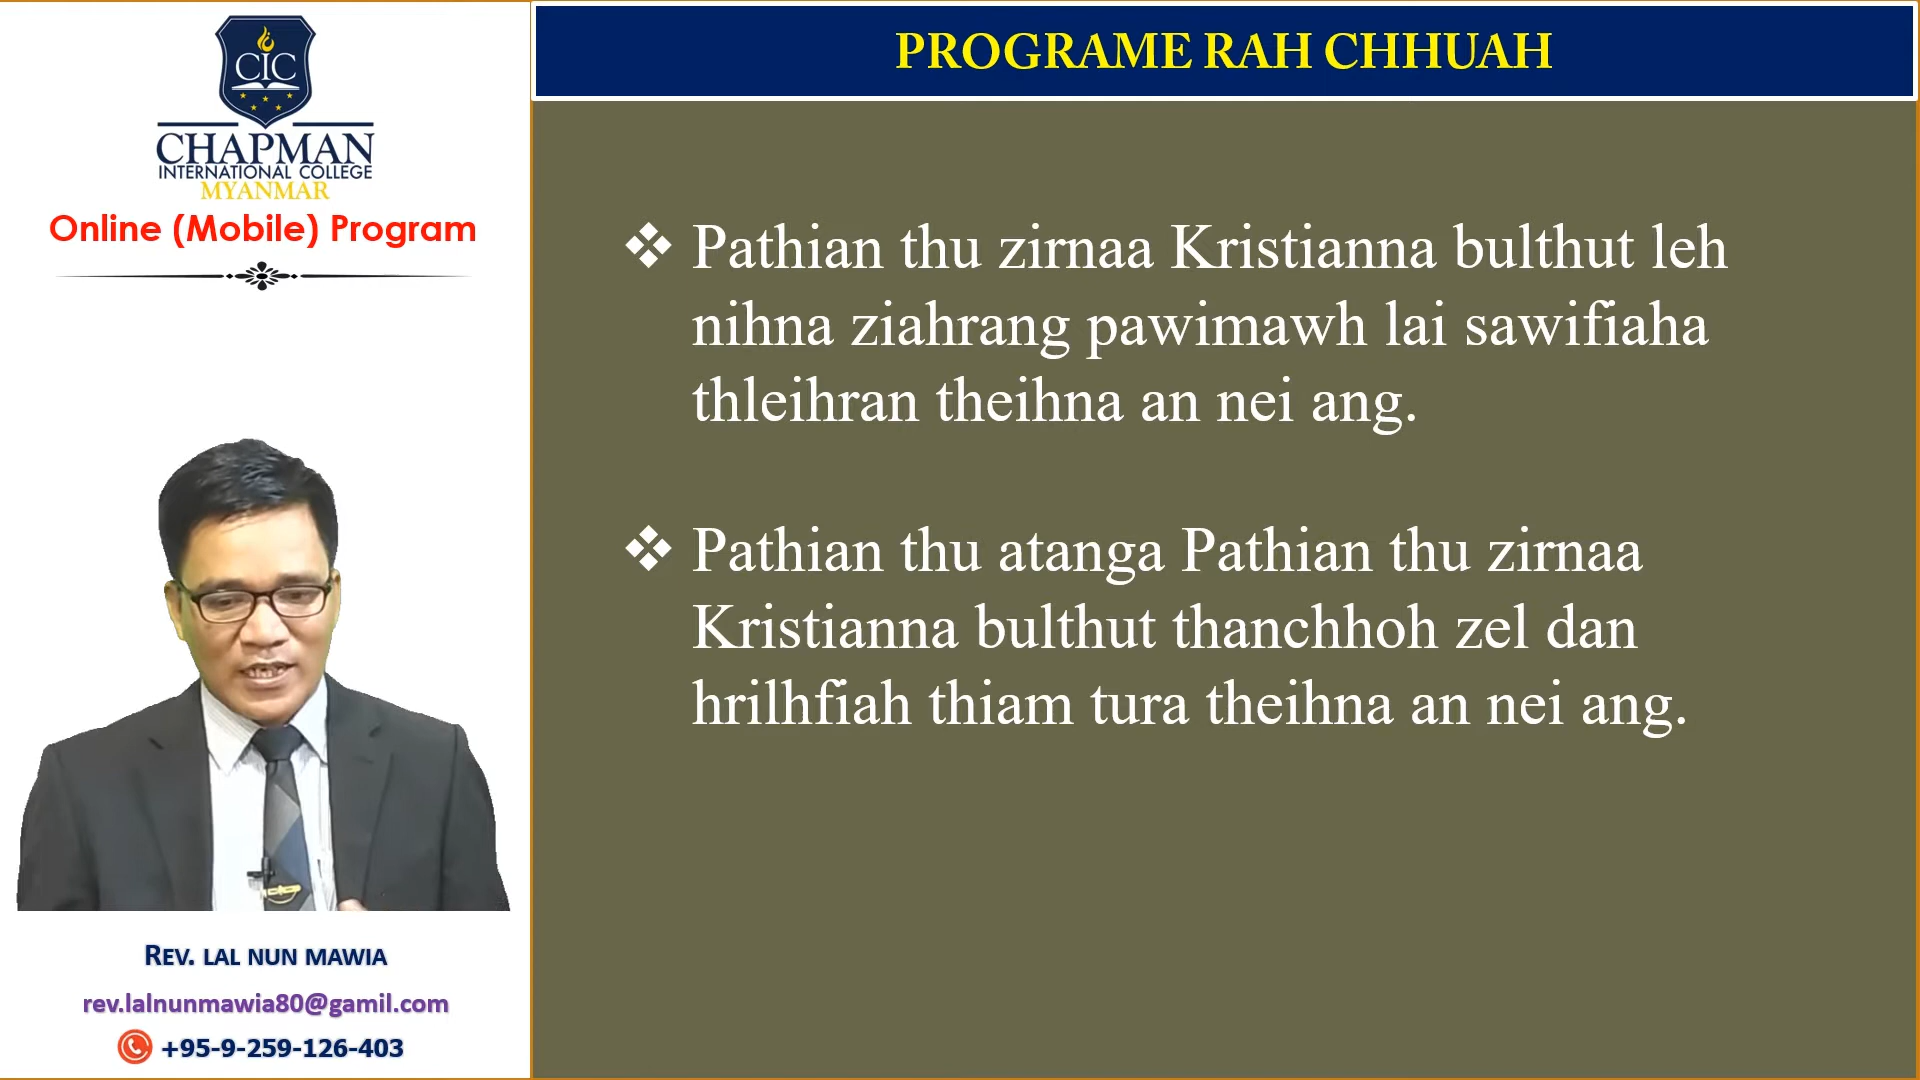 CIC
CHAPMAN
INTERNATIONAL COLLEGE
MYANMAR
Online (Mobile) Program
REV. LAL NUN MAWIA
rev.lalnunmawia80@gamil.com
+95-9-259-126-403
PROGRAME RAH CHHUAH
❖ Pathian thu zirnaa Kristianna bulthut leh
nihna ziahrang pawimawh lai sawifiaha
thleihran theihna an nei ang.
❖ Pathian thu atanga Pathian thu zirnaa
Kristianna bulthut thanchhoh zel dan
hrilhfiah thiam tura theihna an nei ang.